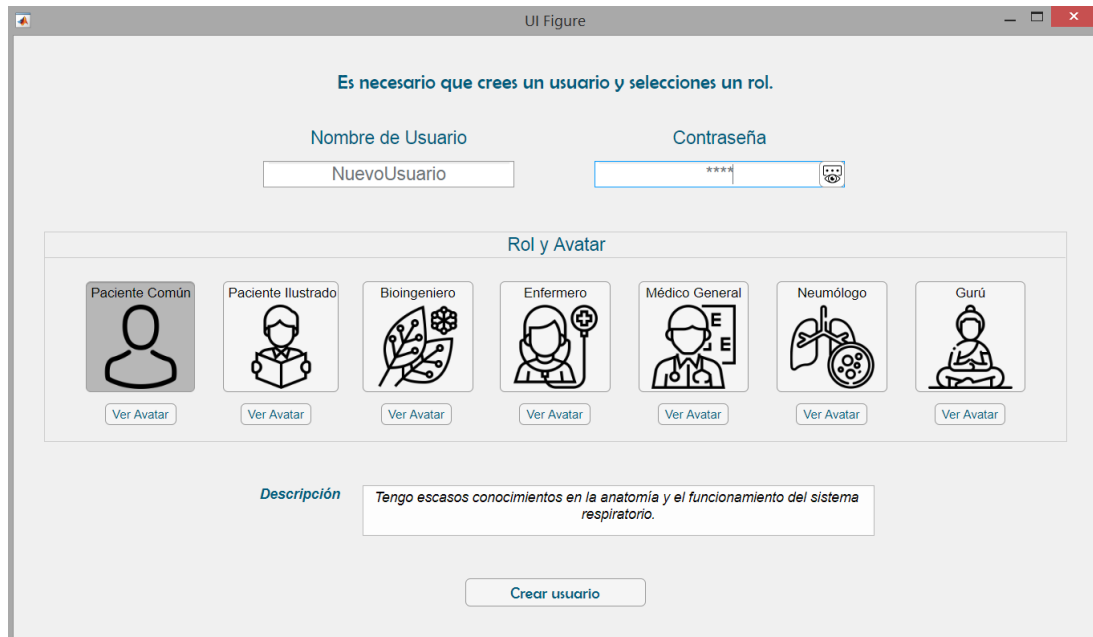 UI Figure
Es necesario que crees un usuario y selecciones un rol.
Nombre de Usuario
Contraseña
NuevoUsuario
****
Rol y Avatar
Paciente Común
Paciente Ilustrado
Bioingeniero
Enfermero
Médico General
Neumólogo
Gurú
E
E
E
Ver Avatar
Ver Avatar
Ver Avatar
Ver Avatar
Ver Avatar
Ver Avatar
Ver Avatar
Descripción
Tengo escasos conocimientos en la anatomía y el funcionamiento del sistema
respiratorio.
Crear usuario